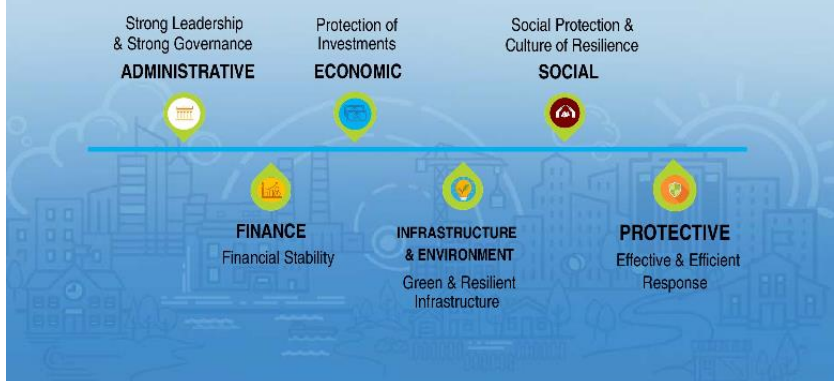 Strong Leadership
& Strong Governance
ADMINISTRATIVE
Protection of
Investments
ECONOMIC
Social Protection &
Culture of Resilience
SOCIAL
FINANCE
Financial Stability
INFRASTRUCTURE
& ENVIRONMENT
Green & Resilient
Infrastructure
PROTECTIVE
Effective & Efficient
Response